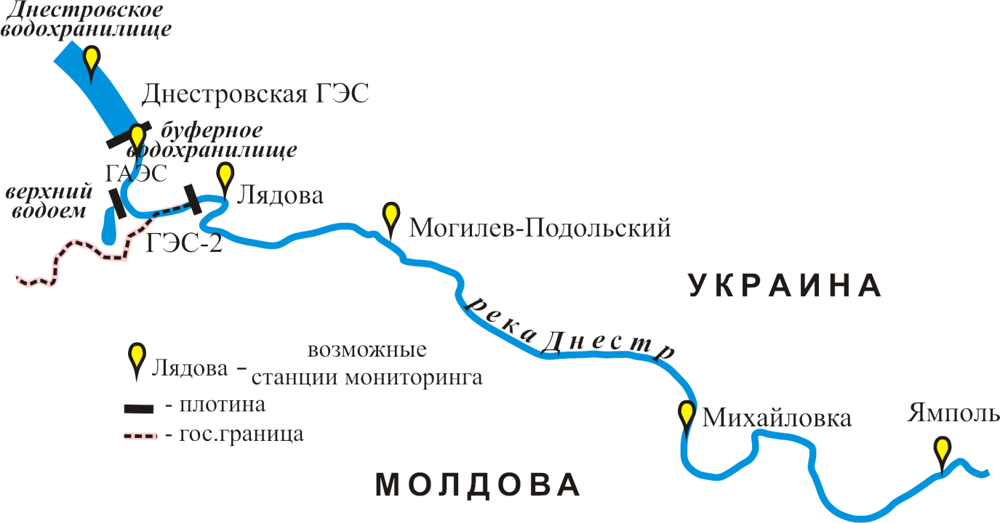 Днестровское
водохранилище
Днестровская ГЭС
буферное
водохранилище
ГАЭС
верхний
водоем
Лядова
ГЭС-2
Могилев-Подольский
УКРАИНА
река Днестр
возможные
Лядова - станции мониторинга
- плотина
- гос.граница
Михайловка
Ямполь
МОЛДОВА